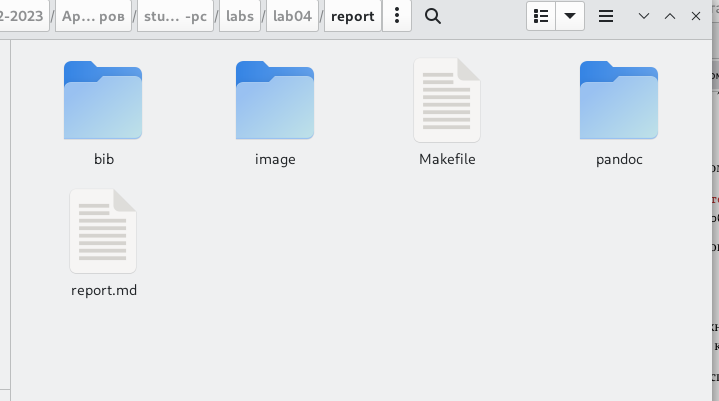 2-2023 / Ар… ров / stu… -pc / labs / lab04 / report
bib
image
Makefile
pandoc
report.md